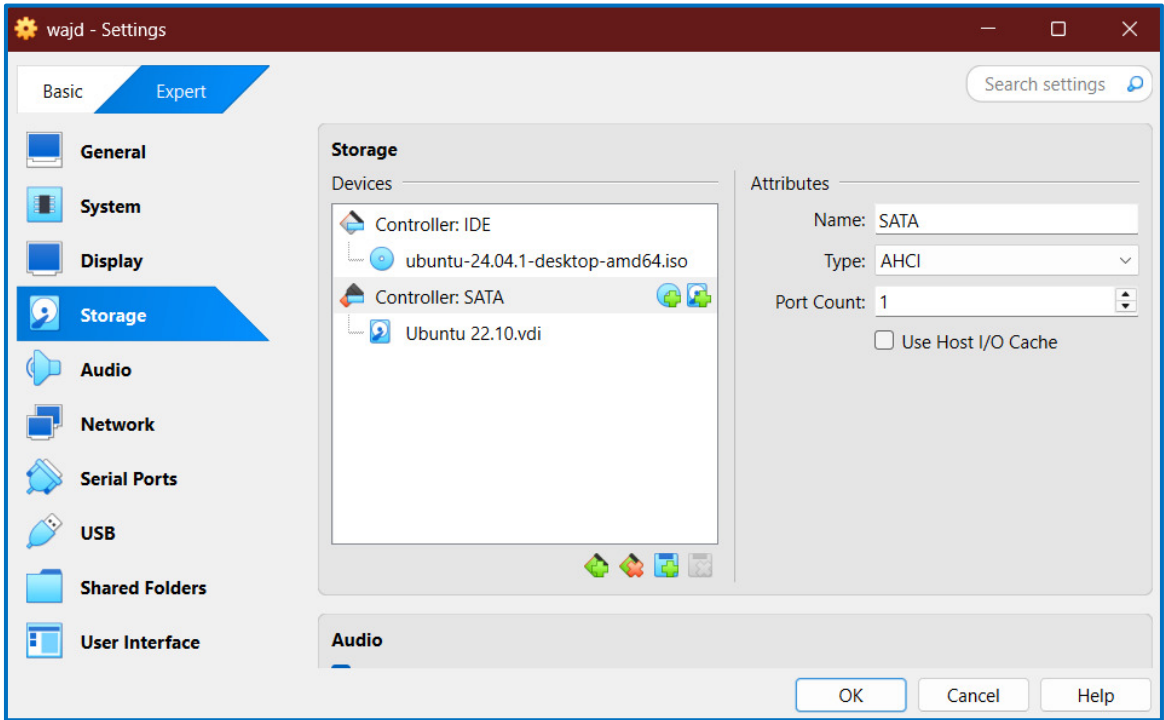 wajd - Settings
Basic
Expert
Search settings
General
System
Display
Storage
Audio
Network
Serial Ports
USB
Shared Folders
User Interface
Storage
Devices
Controller: IDE
ubuntu-24.04.1-desktop-amd64.iso
Controller: SATA
Ubuntu 22.10.vdi
Attributes
Name: SATA
Type: AHCI
Port Count: 1
Use Host I/O Cache
Audio
OK
Cancel
Help